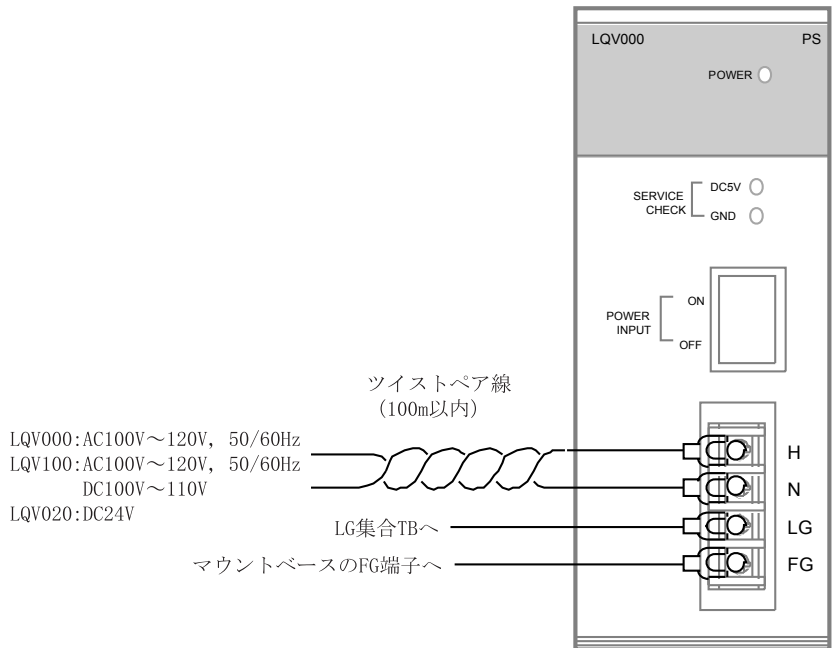 LQV000 PS
POWER
SERVICE
CHECK
DC5V
GND
POWER
INPUT
ON
OFF
ツイストペア線
(100m以内)
LQV000:AC100V～120V, 50/60Hz
LQV100:AC100V～120V, 50/60Hz
DC100V～110V
LQV020:DC24V
LG集合TBへ
マウントベースのFG端子へ
H
N
LG
FG